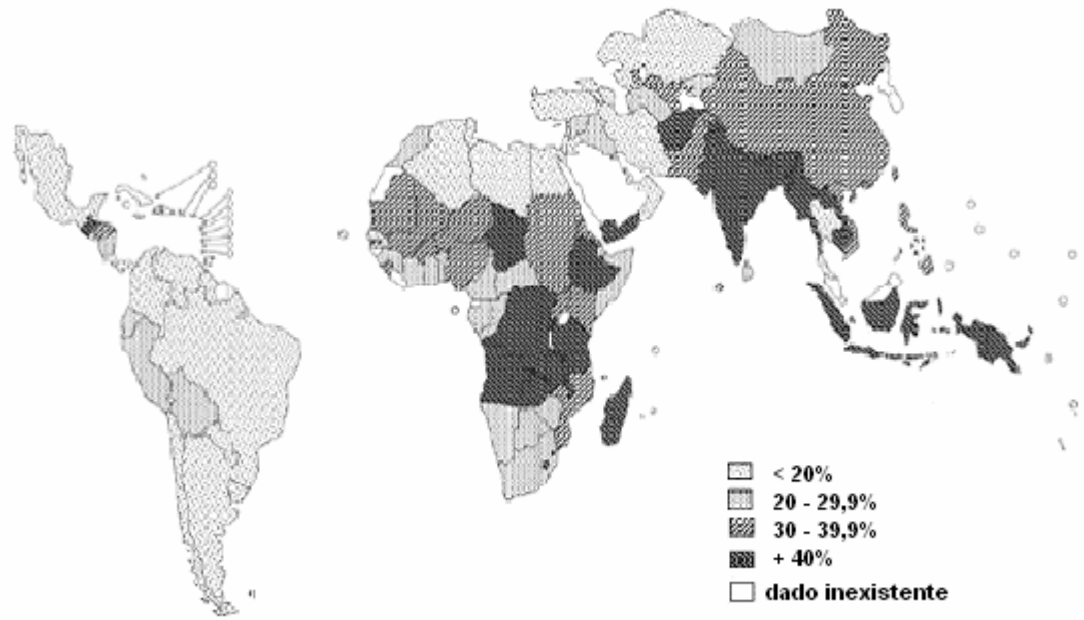 < 20%
20 - 29,9%
30 - 39,9%
+ 40%
dado inexistente